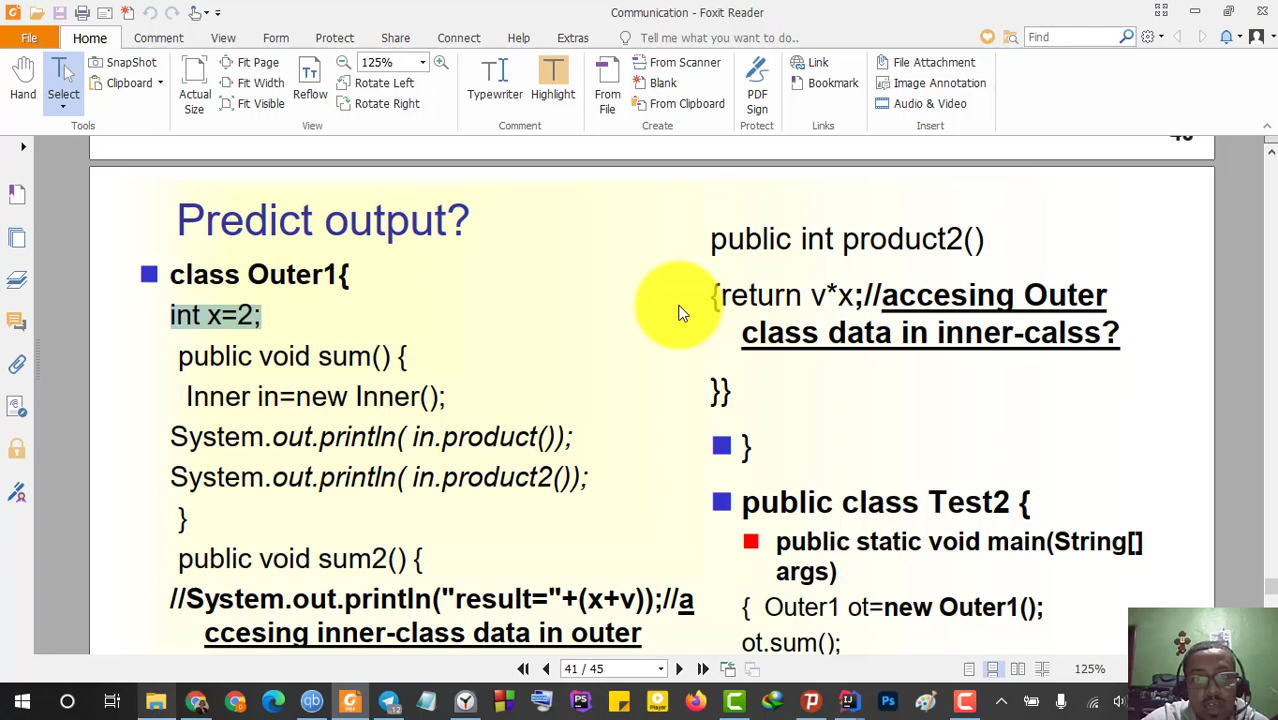 Communication - Foxit Reader
File
Home
Comment
View
Form
Protect
Share
Connect
Help
Extras
Tell me what you want to do...
Find
Hand
Select
SnapShot
Clipboard
Actual Size
Fit Page
Fit Width
Fit Visible
Reflow
125%
Rotate Left
Rotate Right
Typewriter
Highlight
From File
From Scanner
Blank
From Clipboard
PDF Sign
Link
Bookmark
File Attachment
Image Annotation
Audio & Video
Tools
View
Comment
Create
Protect
Links
Insert
Predict output?
class Outer1{
int x=2;
public void sum() {
Inner in=new Inner();
System.out.println( in.product());
System.out.println( in.product2());
}
public void sum2() {
//System.out.println("result="+(x+v));//a
ccesing inner-class data in outer
public int product2()
{return v*x;//accesing Outer
class data in inner-calss?
}}
}
public class Test2 {
public static void main(String[]
args)
{ Outer1 ot=new Outer1();
ot.sum();
41 / 45
125%